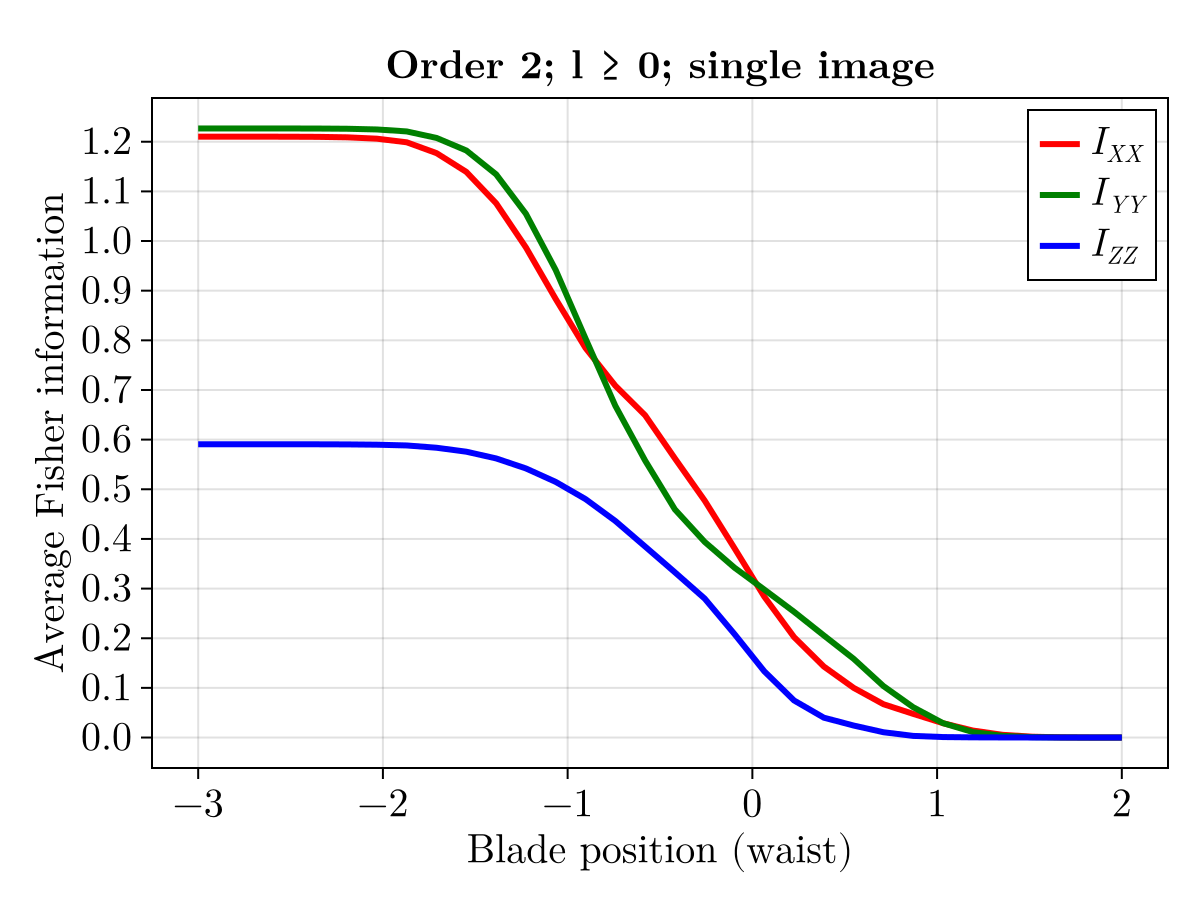 Order 2; l ≥ 0; single image
I_XX
I_YY
I_ZZ
Average Fisher information
1.2
1.1
1.0
0.9
0.8
0.7
0.6
0.5
0.4
0.3
0.2
0.1
0.0
−3 −2 −1 0 1 2
Blade position (waist)